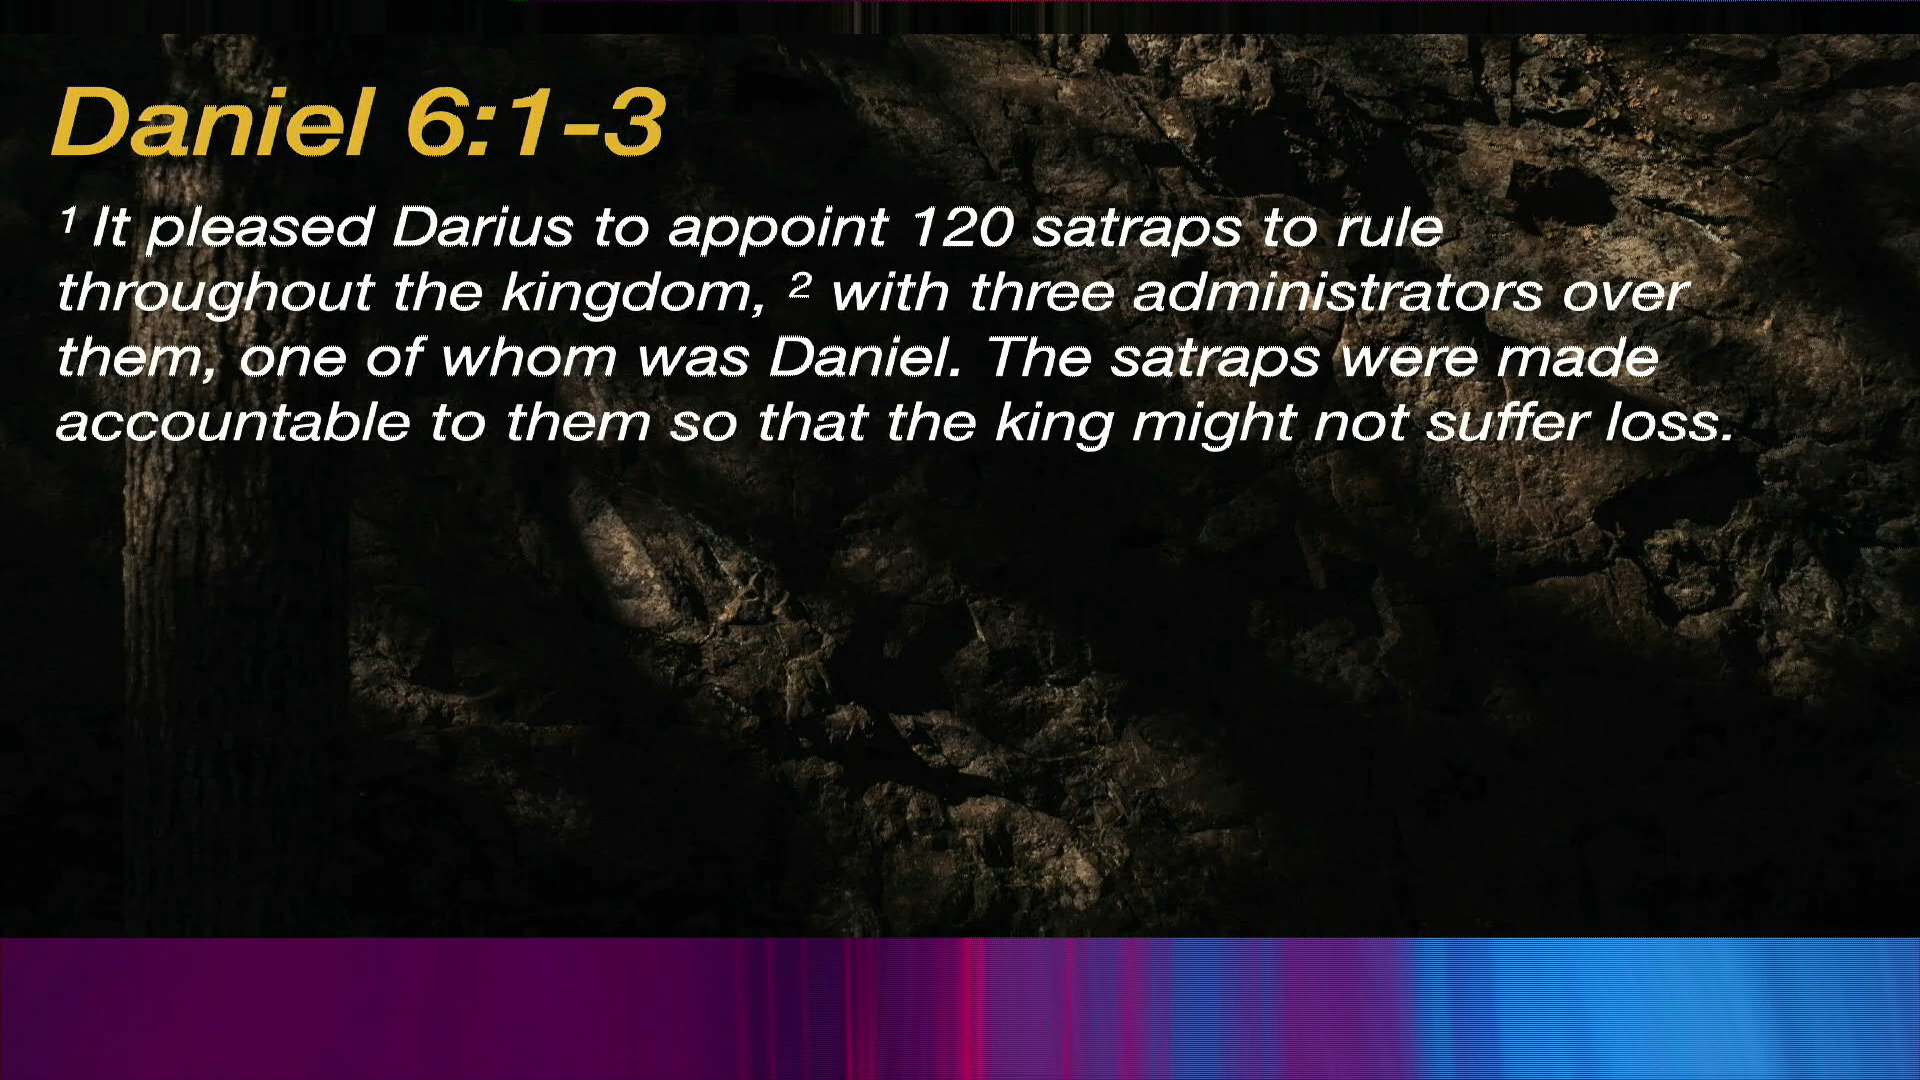 Daniel 6:1-3
¹ It pleased Darius to appoint 120 satraps to rule
throughout the kingdom, ² with three administrators over
them, one of whom was Daniel. The satraps were made
accountable to them so that the king might not suffer loss.